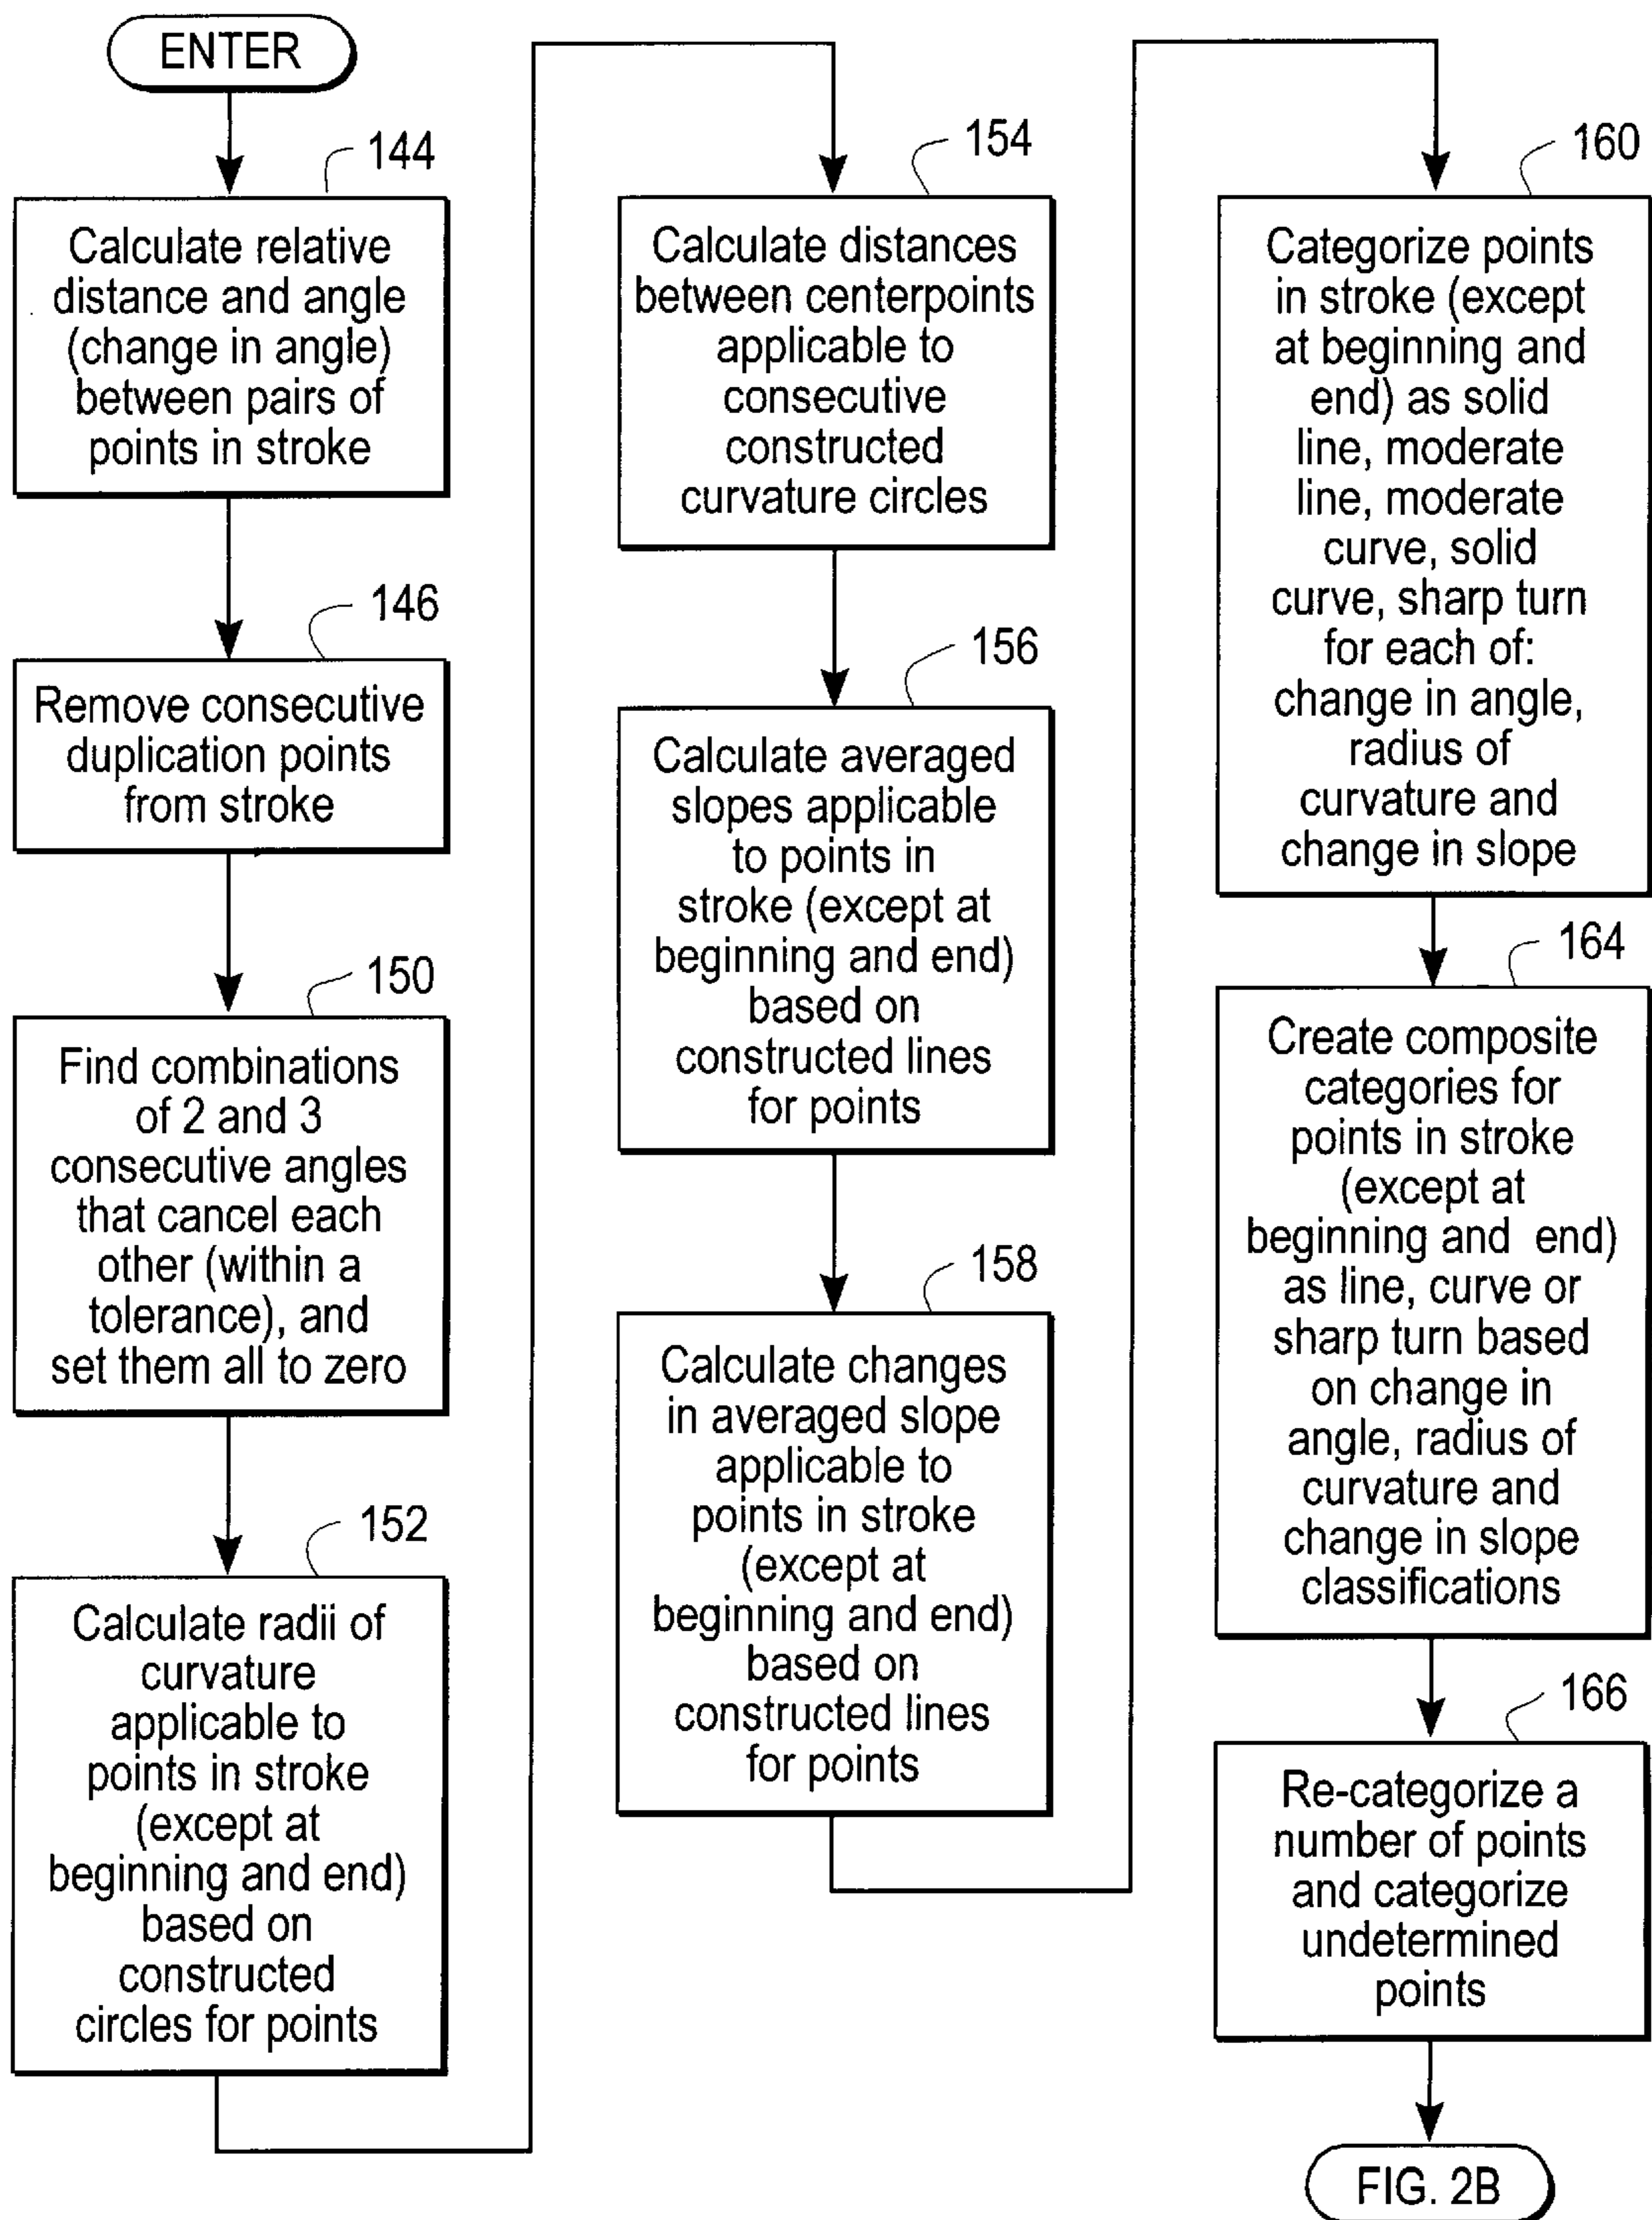 ENTER
144
Calculate relative
distance and angle
(change in angle)
between pairs of
points in stroke
146
Remove consecutive
duplication points
from stroke
150
Find combinations
of 2 and 3
consecutive angles
that cancel each
other (within a
tolerance), and
set them all to zero
152
Calculate radii of
curvature
applicable to
points in stroke
(except at
beginning and end)
based on
constructed
circles for points
154
Calculate distances
between centerpoints
applicable to
consecutive
constructed
curvature circles
156
Calculate averaged
slopes applicable
to points in
stroke (except at
beginning and end)
based on
constructed lines
for points
158
Calculate changes
in averaged slope
applicable to
points in stroke
(except at
beginning and end)
based on
constructed lines
for points
160
Categorize points
in stroke (except
at beginning and
end) as solid
line, moderate
line, moderate
curve, solid
curve, sharp turn
for each of:
change in angle,
radius of
curvature and
change in slope
164
Create composite
categories for
points in stroke
(except at
beginning and end)
as line, curve or
sharp turn based
on change in
angle, radius of
curvature and
change in slope
classifications
166
Re-categorize a
number of points
and categorize
undetermined
points
FIG. 2B